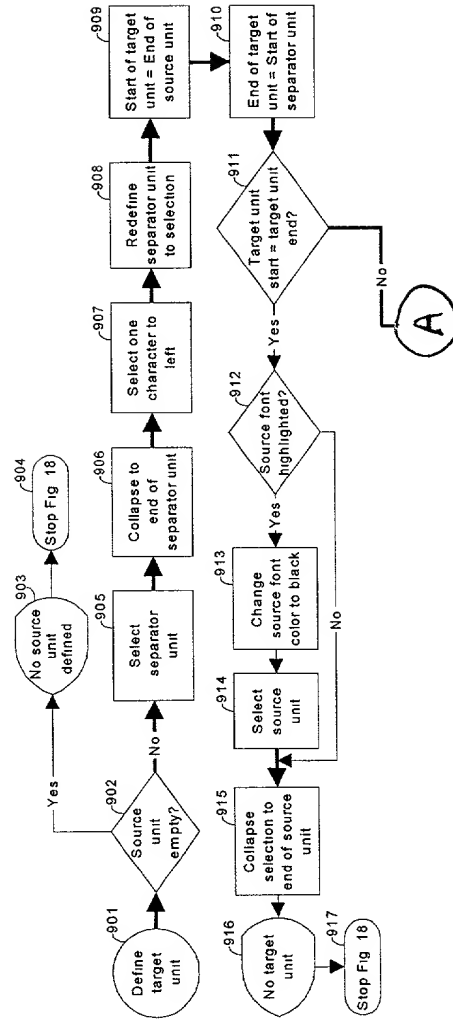 901
Define
target
unit
902
Source
unit
empty?
Yes
No
903
No source
unit
defined
904
Stop Fig 18
905
Select
separator
unit
906
Collapse to
end of
separator unit
907
Select one
character to
left
908
Redefine
separator unit
to selection
909
Start of target
unit = End of
source unit
910
End of target
unit = Start of
separator unit
911
Target unit
start = target unit
end?
Yes
No
A
912
Source font
highlighted?
Yes
No
913
Change
source font
color to black
914
Select
source
unit
915
Collapse
selection to
end of source
unit
916
No target
unit
917
Stop Fig 18